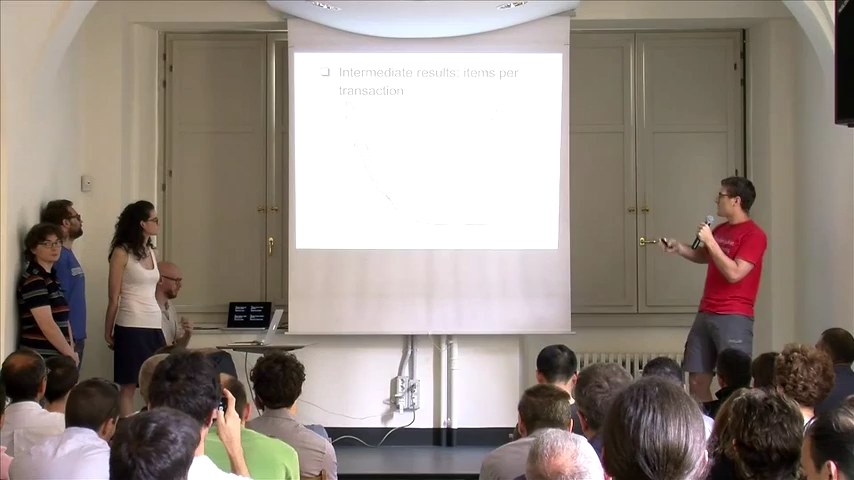 Intermediate results: items per
transaction